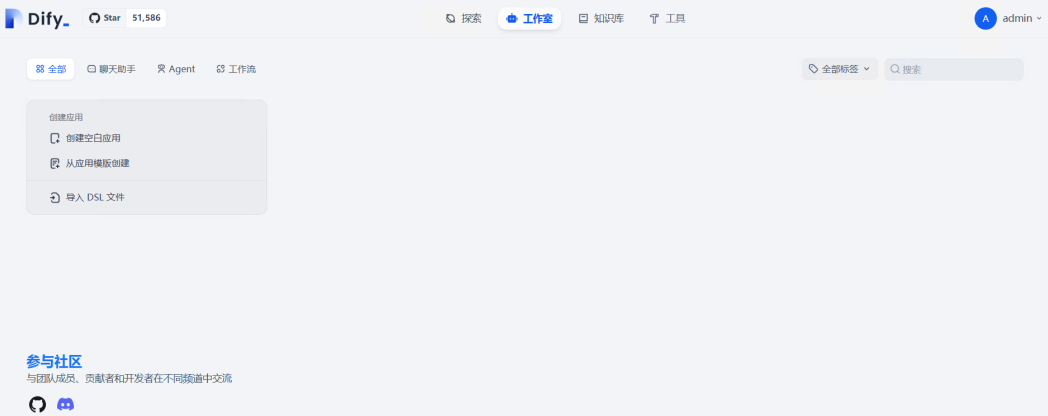 Dify_ Star 51,586 探索 工作室 知识库 工具 A admin
全部 聊天助手 Agent 工作流 全部标签 搜索
创建应用
创建空白应用
从应用模版创建
导入 DSL 文件
参与社区
与团队成员、贡献者和开发者在不同频道中交流